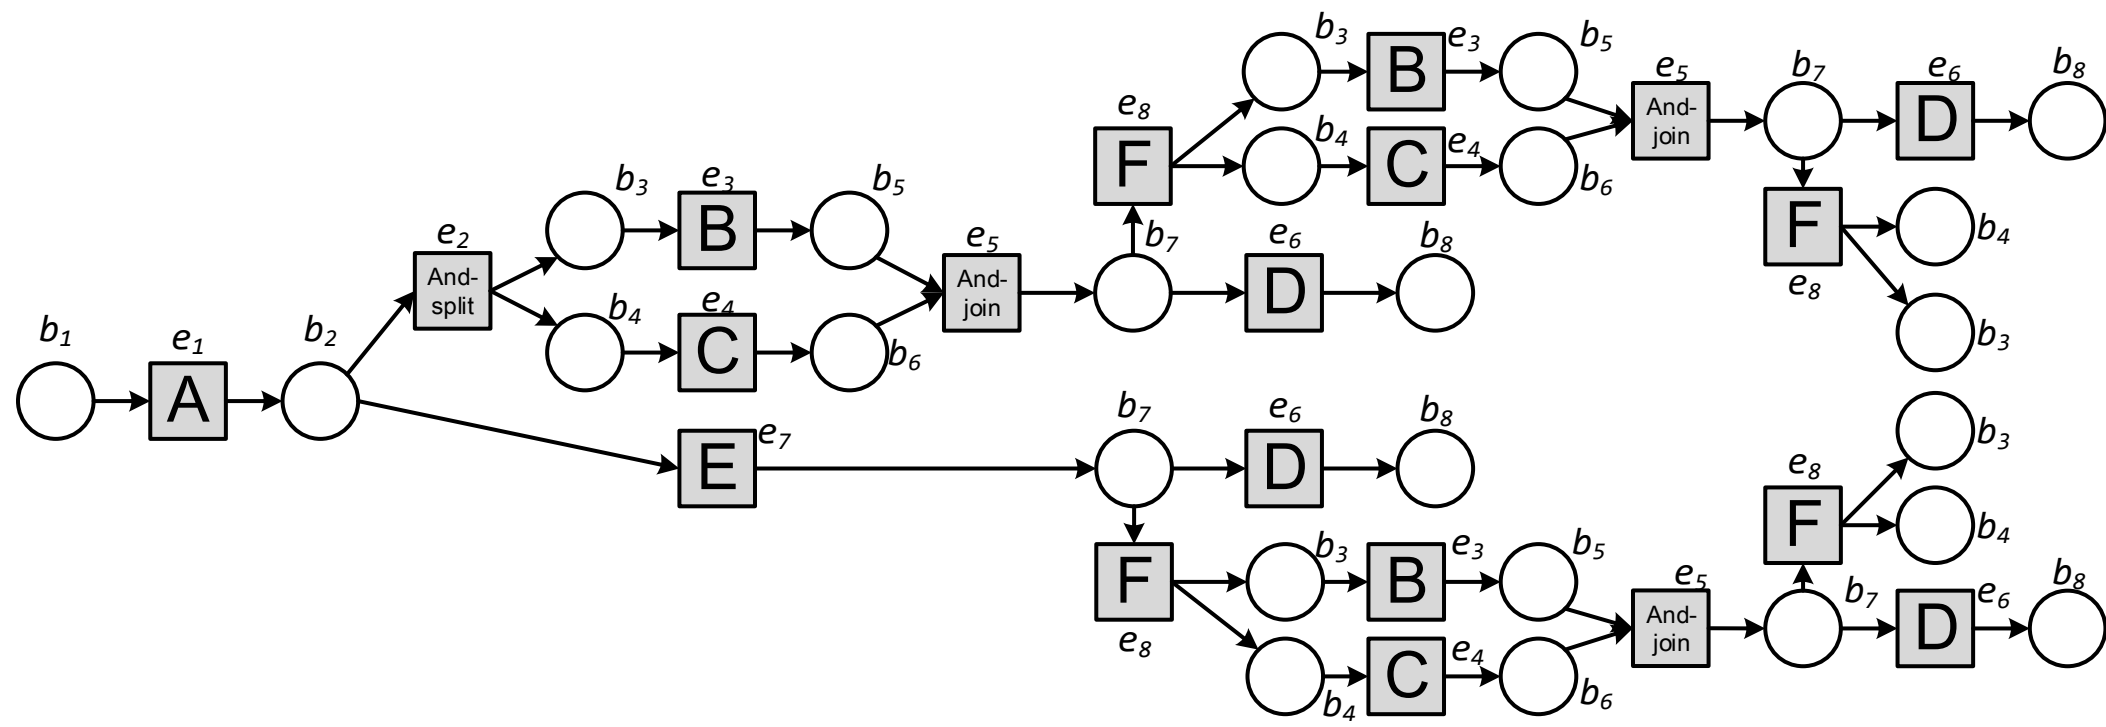 b3 e3 b5
B
e5 b7 e6 b8
And-
join
D
e8
F
b4 e4
C
b6
F
e8
b4
b3
b3 e3 b5
B
e2
And-
split
e5
And-
join
b7 e6 b8
D
b4 e4
C
b6
b1 e1 b2
A
e7
E
b7 e6 b8
D
b3
e8
F
b4
F
e8
b3 e3 b5
B
e5
And-
join
b7 e6 b8
D
b4 e4
C
b6